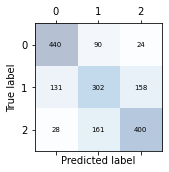 0 1 2
0 440 90 24
1 131 302 158
2 28 161 400
True label
Predicted label